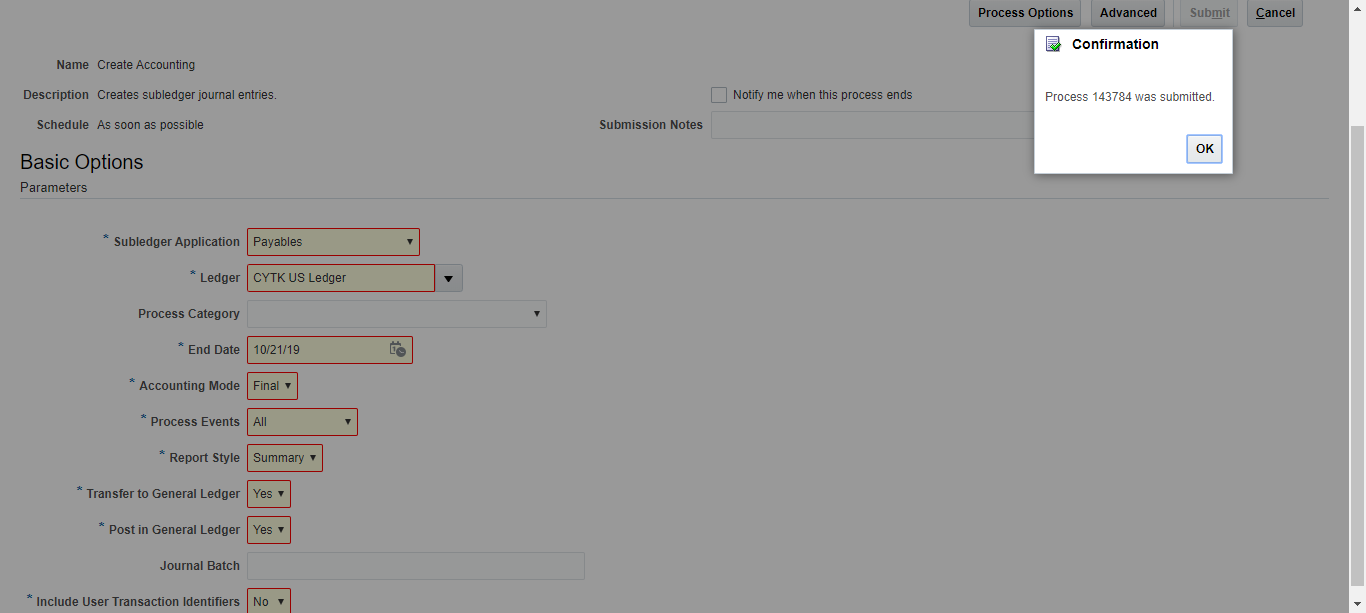 Process Options Advanced Submit Cancel
Confirmation
Name Create Accounting
Description Creates subledger journal entries. Notify me when this process ends Process 143784 was submitted.
Schedule As soon as possible Submission Notes
OK
Basic Options
Parameters
* Subledger Application Payables
* Ledger CYTK US Ledger
Process Category
* End Date 10/21/19
* Accounting Mode Final
* Process Events All
* Report Style Summary
* Transfer to General Ledger Yes
* Post in General Ledger Yes
Journal Batch
* Include User Transaction Identifiers No